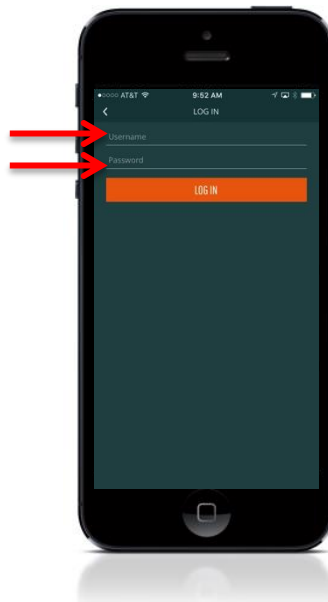 AT&T 9:52 AM
LOG IN
Username
Password
LOG IN